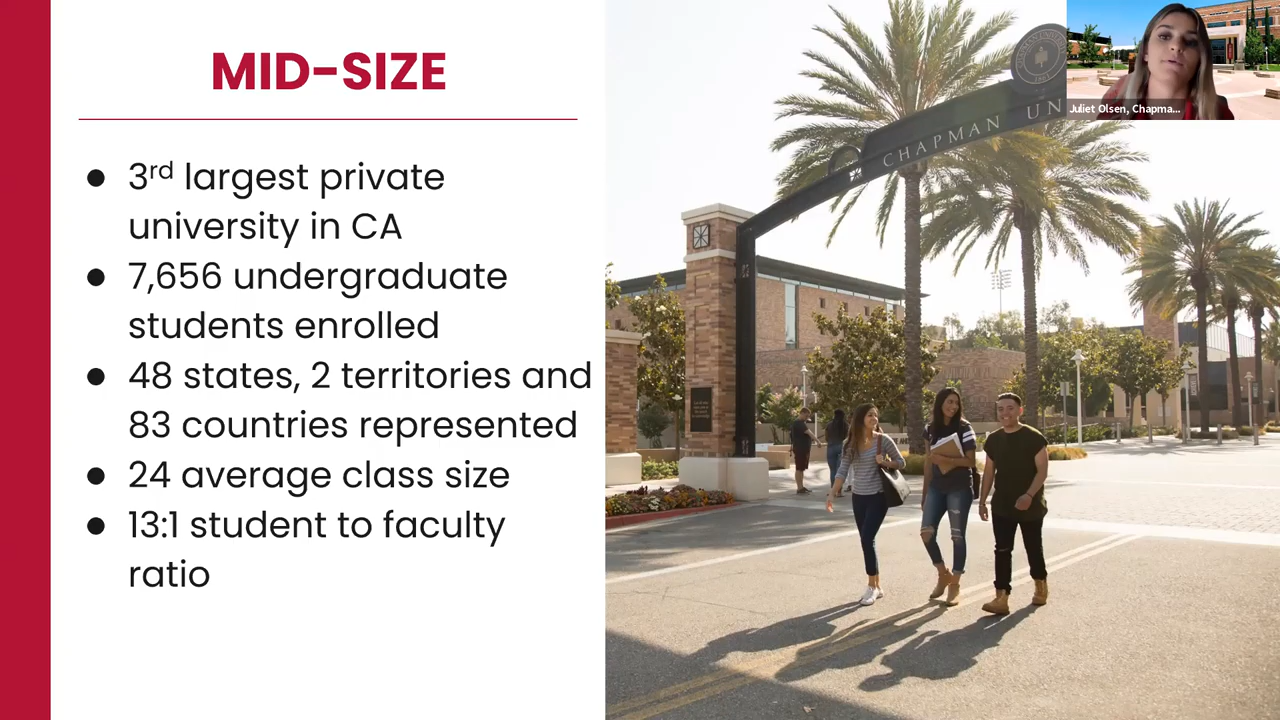 MID-SIZE
● 3rd largest private
university in CA
● 7,656 undergraduate
students enrolled
● 48 states, 2 territories and
83 countries represented
● 24 average class size
● 13:1 student to faculty
ratio
CHAPMAN UN
Juliet Olsen, Chapma...